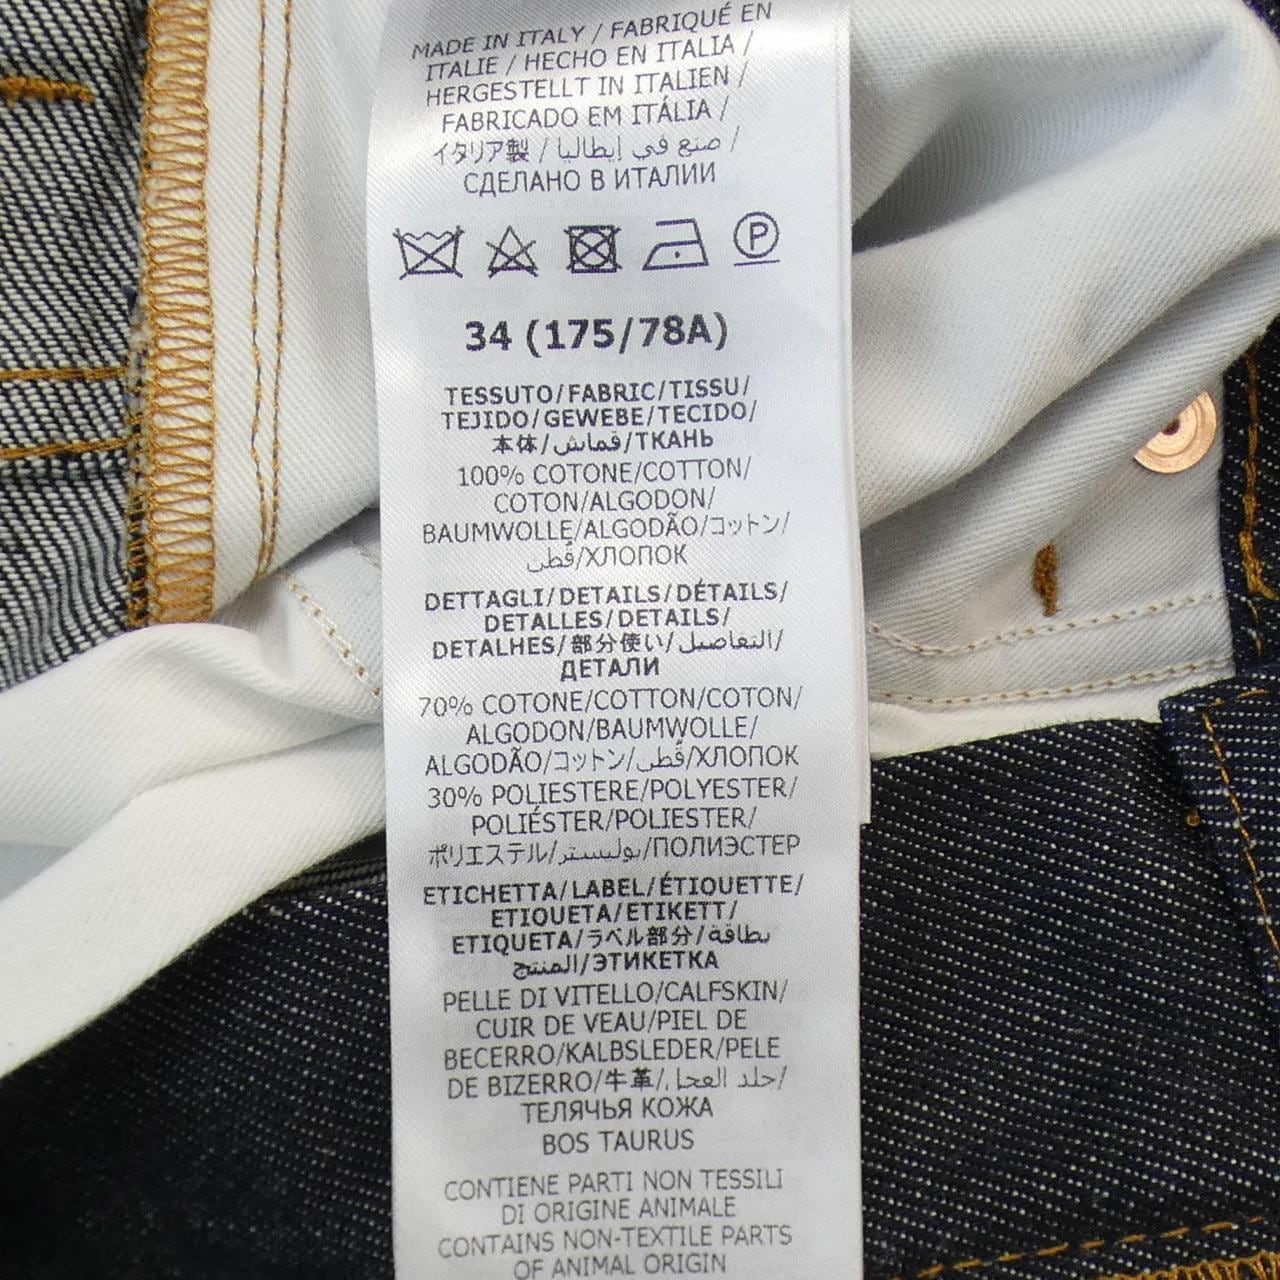 MADE IN ITALY / FABRIQUÉ EN
ITALIE / HECHO EN ITALIA /
HERGESTELLT IN ITALIEN /
FABRICADO EM ITÁLIA /
イタリア製 / صنع في إيطاليا /
СДЕЛАНО В ИТАЛИИ
P
34 (175/78A)
TESSUTO/FABRIC/TISSU/
TEJIDO/GEWEBE/TECIDO/
本体/قماش/ТКАНЬ
100% COTONE/COTTON/
COTON/ALGODON/
BAUMWOLLE/ALGODÃO/コットン/
قطن/ХЛОПОК
DETTAGLI/DETAILS/DÉTAILS/
DETALLES/DETAILS/
DETALHES/部分使い/التفاصيل/
ДЕТАЛИ
70% COTONE/COTTON/COTON/
ALGODON/BAUMWOLLE/
ALGODÃO/コットン/قطن/ХЛОПОК
30% POLIESTERE/POLYESTER/
POLIÉSTER/POLIESTER/
ポリエステル/بوليستر/ПОЛИЭСТЕР
ETICHETTA/LABEL/ÉTIQUETTE/
ETIQUETA/ETIKETT/
ETIQUETA/ラベル部分/بطاقة
المنتج/ЭТИКЕТКА
PELLE DI VITELLO/CALFSKIN/
CUIR DE VEAU/PIEL DE
BECERRO/KALBSLEDER/PELE
DE BIZERRO/牛革/جلد العجل/
ТЕЛЯЧЬЯ КОЖА
BOS TAURUS
CONTIENE PARTI NON TESSILI
DI ORIGINE ANIMALE
CONTAINS NON-TEXTILE PARTS
OF ANIMAL ORIGIN